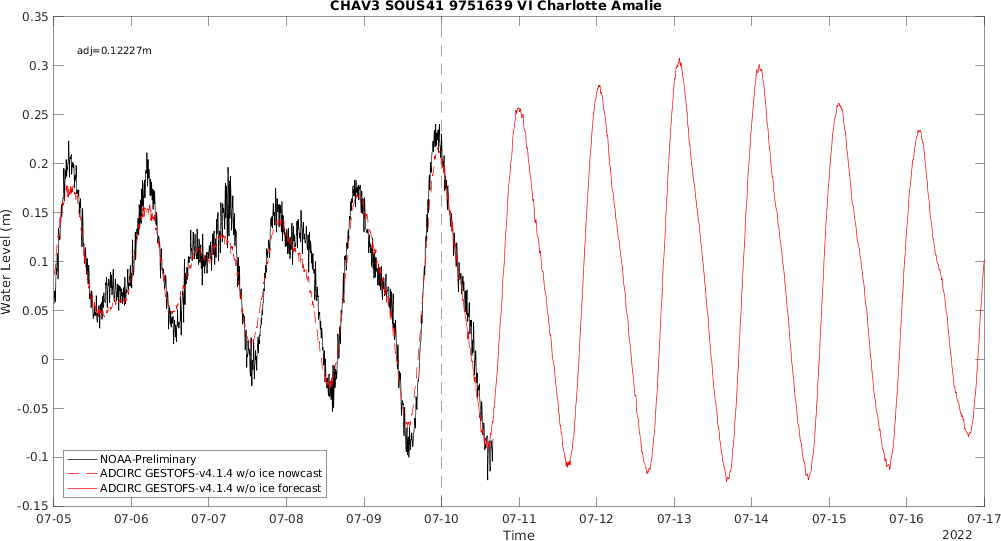 CHAV3 SOUS41 9751639 VI Charlotte Amalie
adj=0.12227m
Water Level (m)
0.35
0.3
0.25
0.2
0.15
0.1
0.05
0
-0.05
-0.1
-0.15
NOAA-Preliminary
ADCIRC GESTOFS-v4.1.4 w/o ice nowcast
ADCIRC GESTOFS-v4.1.4 w/o ice forecast
07-05 07-06 07-07 07-08 07-09 07-10 07-11 07-12 07-13 07-14 07-15 07-16 07-17
Time
2022